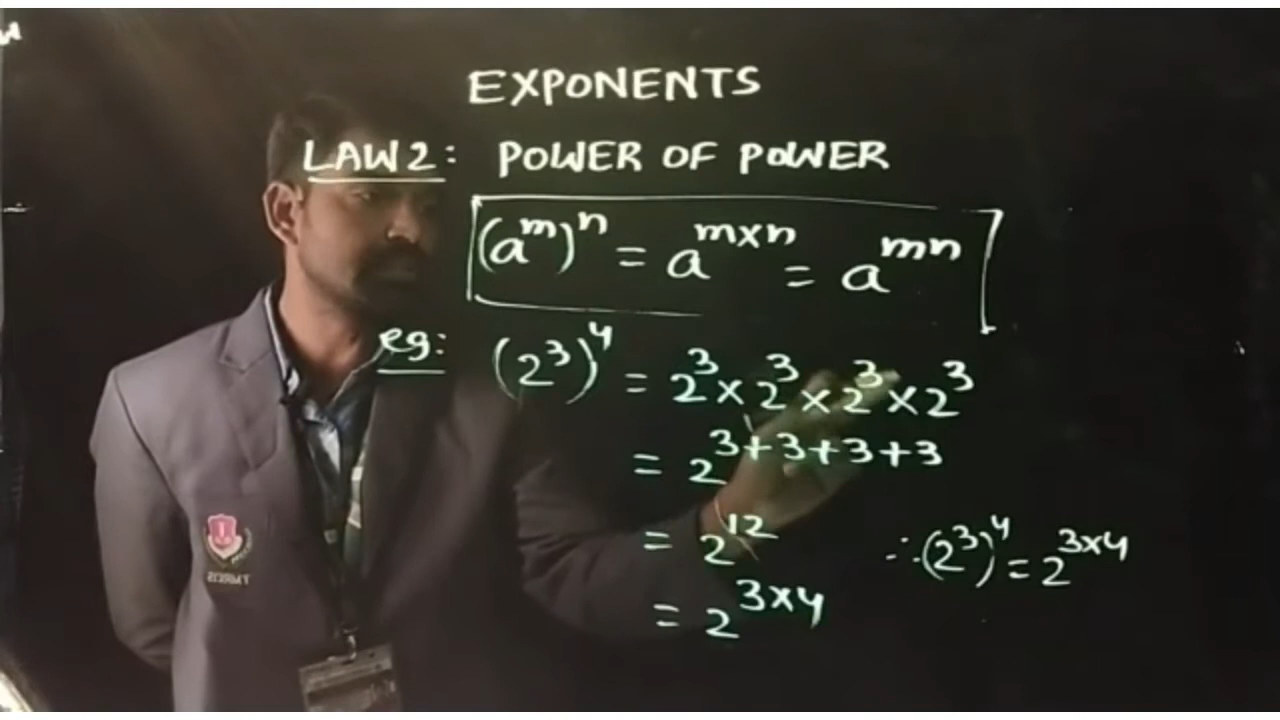 EXPONENTS
LAW 2: POWER OF POWER
(a^m)^n = a^(m×n) = a^(mn)
eg: (2^3)^4 = 2^3 × 2^3 × 2^3 × 2^3
= 2^(3+3+3+3)
= 2^12
= 2^(3×4)
∴ (2^3)^4 = 2^(3×4)